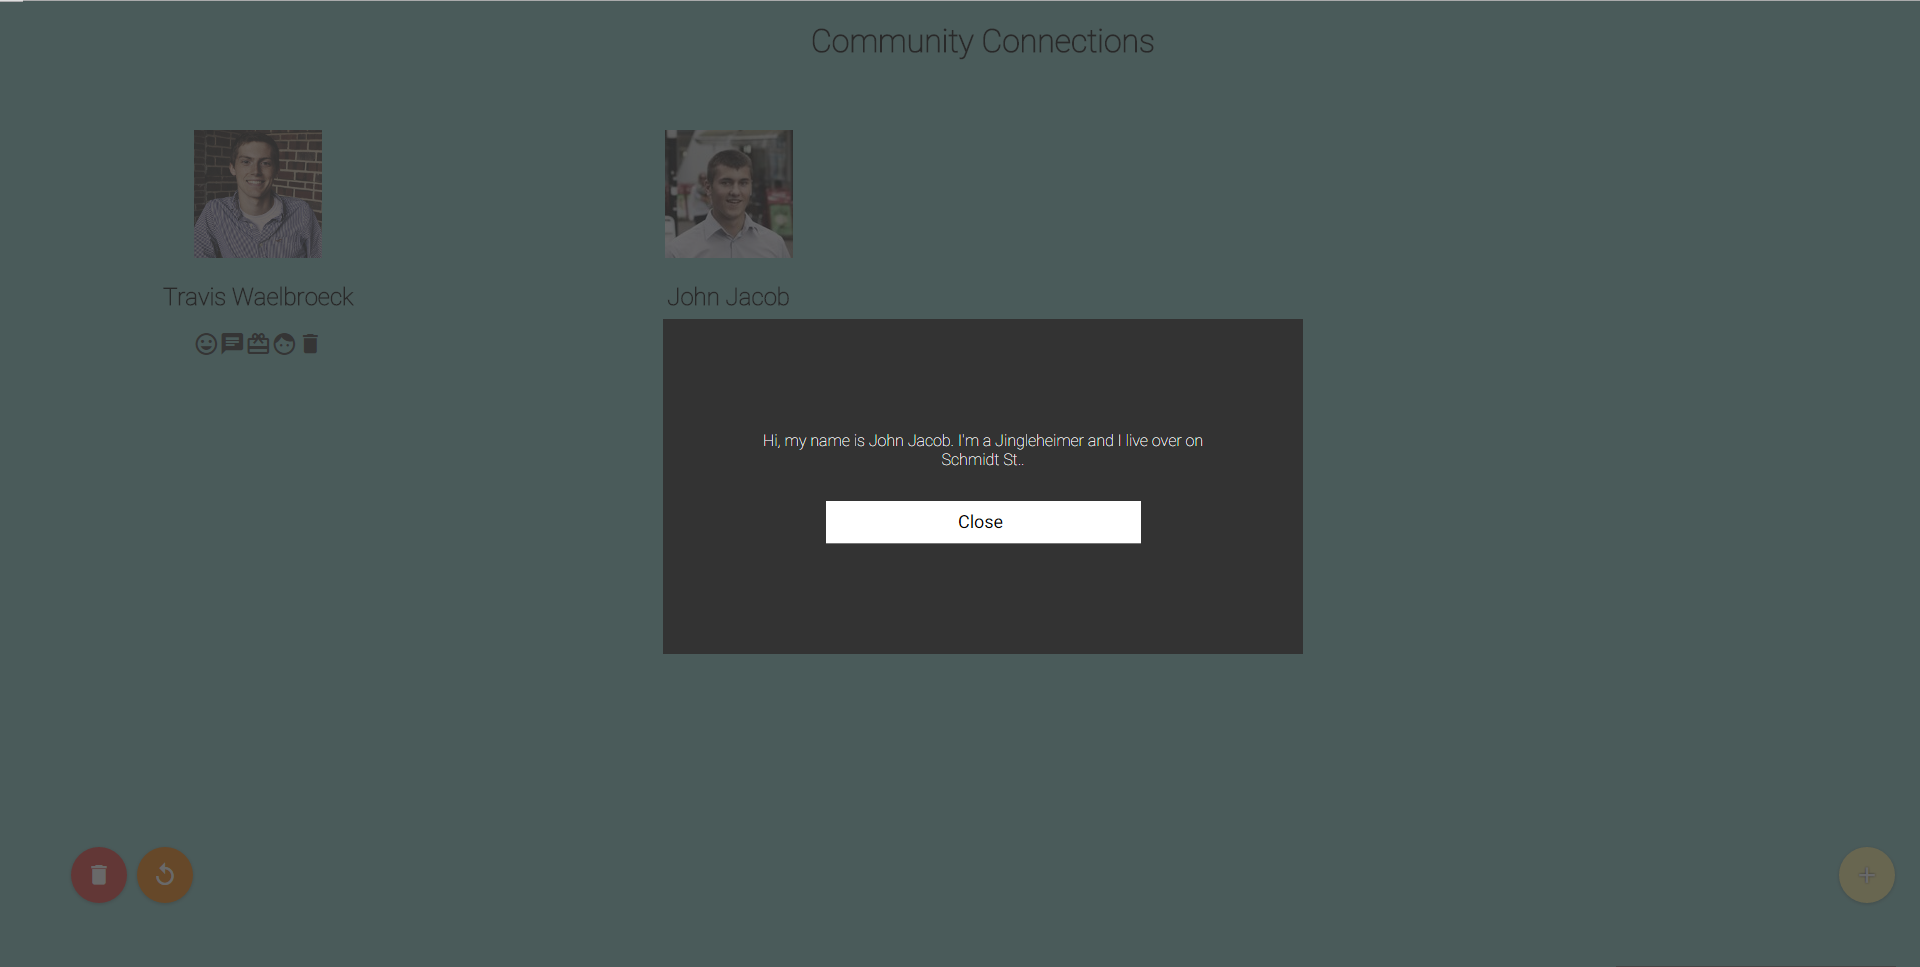 Community Connections
Travis Waelbroeck
John Jacob
Hi, my name is John Jacob. I'm a Jingleheimer and I live over on
Schmidt St..
Close